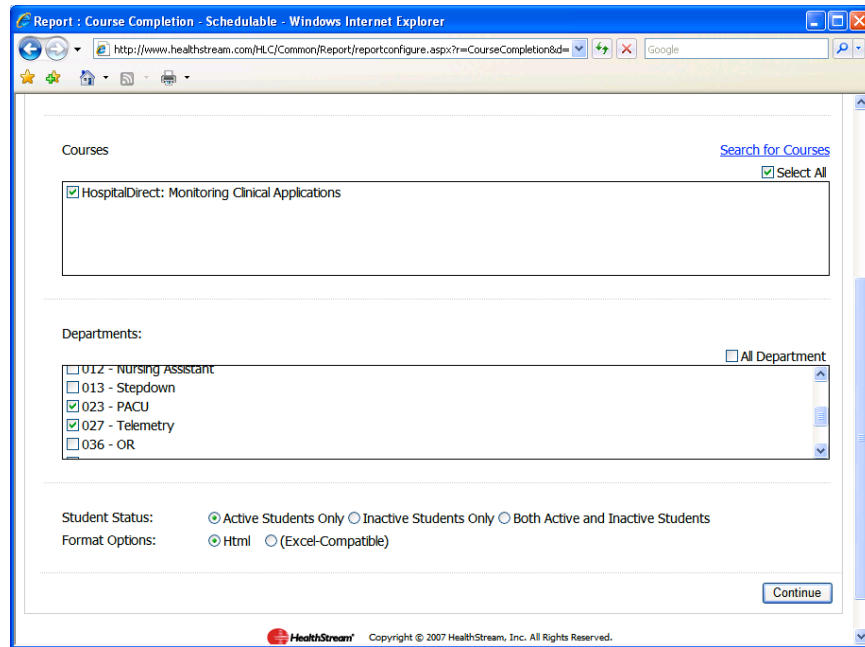 Report : Course Completion - Schedulable - Windows Internet Explorer
http://www.healthstream.com/HLC/Common/Report/reportconfigure.aspx?r=CourseCompletion&d=
Google
Courses
Search for Courses
Select All
HospitalDirect: Monitoring Clinical Applications
Departments:
All Department
012 - Nursing Assistant
013 - Stepdown
023 - PACU
027 - Telemetry
036 - OR
Student Status: Active Students Only Inactive Students Only Both Active and Inactive Students
Format Options: Html (Excel-Compatible)
Continue
HealthStream Copyright © 2007 HealthStream, Inc. All Rights Reserved.